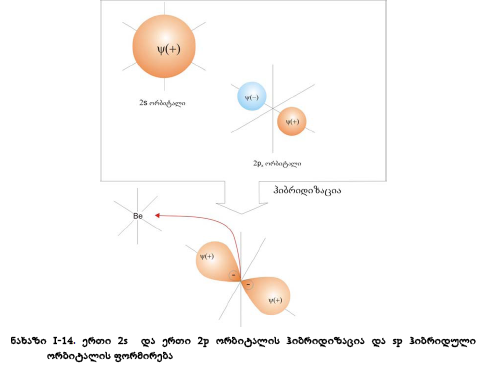 ψ(+)
2s ორბიტალი
ψ(−)
ψ(+)
2pₓ ორბიტალი
ჰიბრიდიზაცია
Be
ψ(+)
ψ(+)
ნახაზი I-14. ერთი 2s და ერთი 2p ორბიტალის ჰიბრიდიზაცია და sp ჰიბრიდული
ორბიტალის ფორმირება